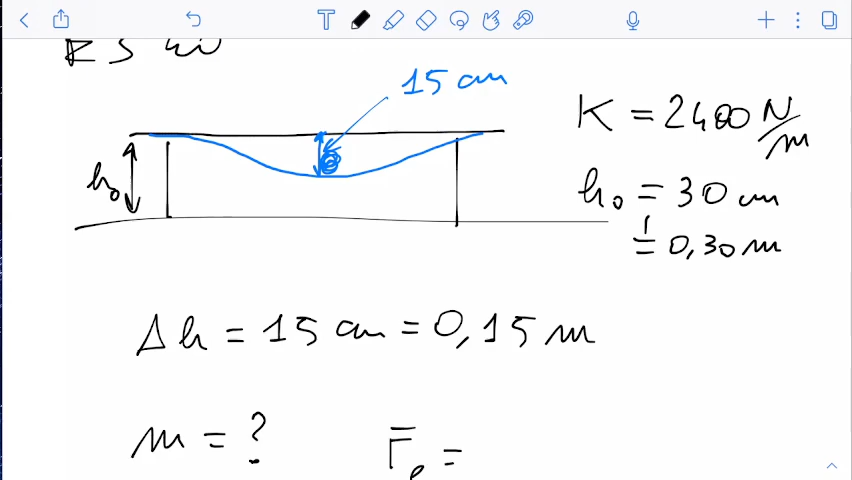 15 cm
K = 2400 N/m
h₀
h₀ = 30 cm
= 0,30 m
Δh = 15 cm = 0,15 m
m = ?
Fₑ =